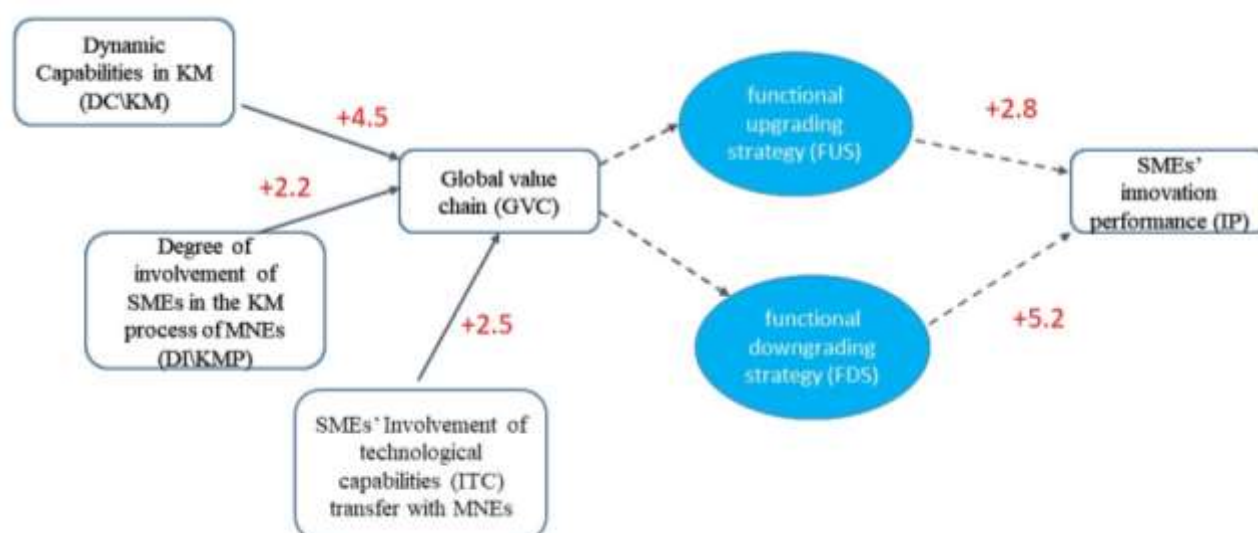 Dynamic
Capabilities in KM
(DC\KM)
+4.5
functional
upgrading
strategy (FUS)
+2.8
+2.2
Global value
chain (GVC)
SMEs’
innovation
performance (IP)
Degree of
involvement of
SMEs in the KM
process of MNEs
(DI\KMP)
+2.5
functional
downgrading
strategy (FDS)
+5.2
SMEs’ Involvement of
technological
capabilities (ITC)
transfer with MNEs